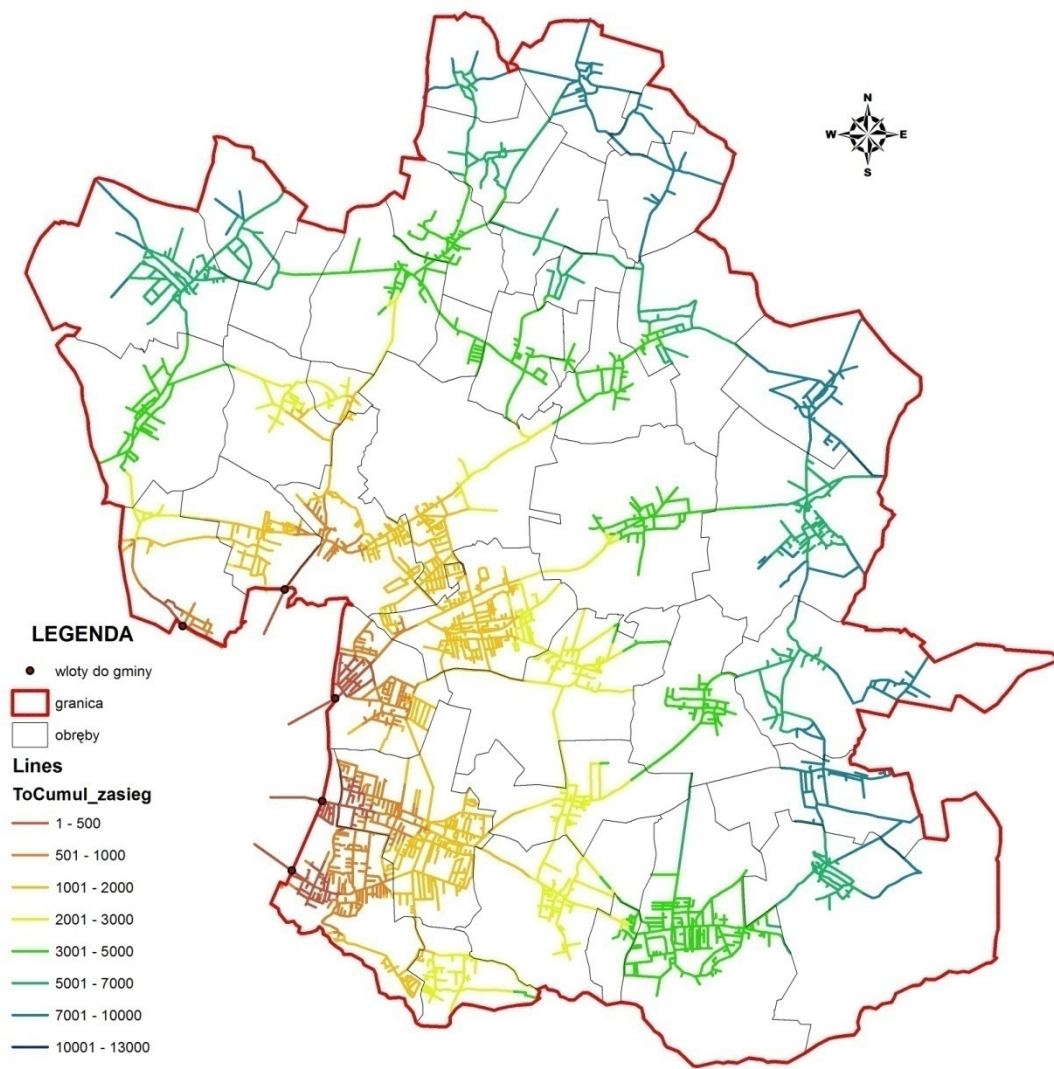 N
W E
S
LEGENDA
wloty do gminy
granica
obręby
Lines
ToCumul_zasieg
1 - 500
501 - 1000
1001 - 2000
2001 - 3000
3001 - 5000
5001 - 7000
7001 - 10000
10001 - 13000